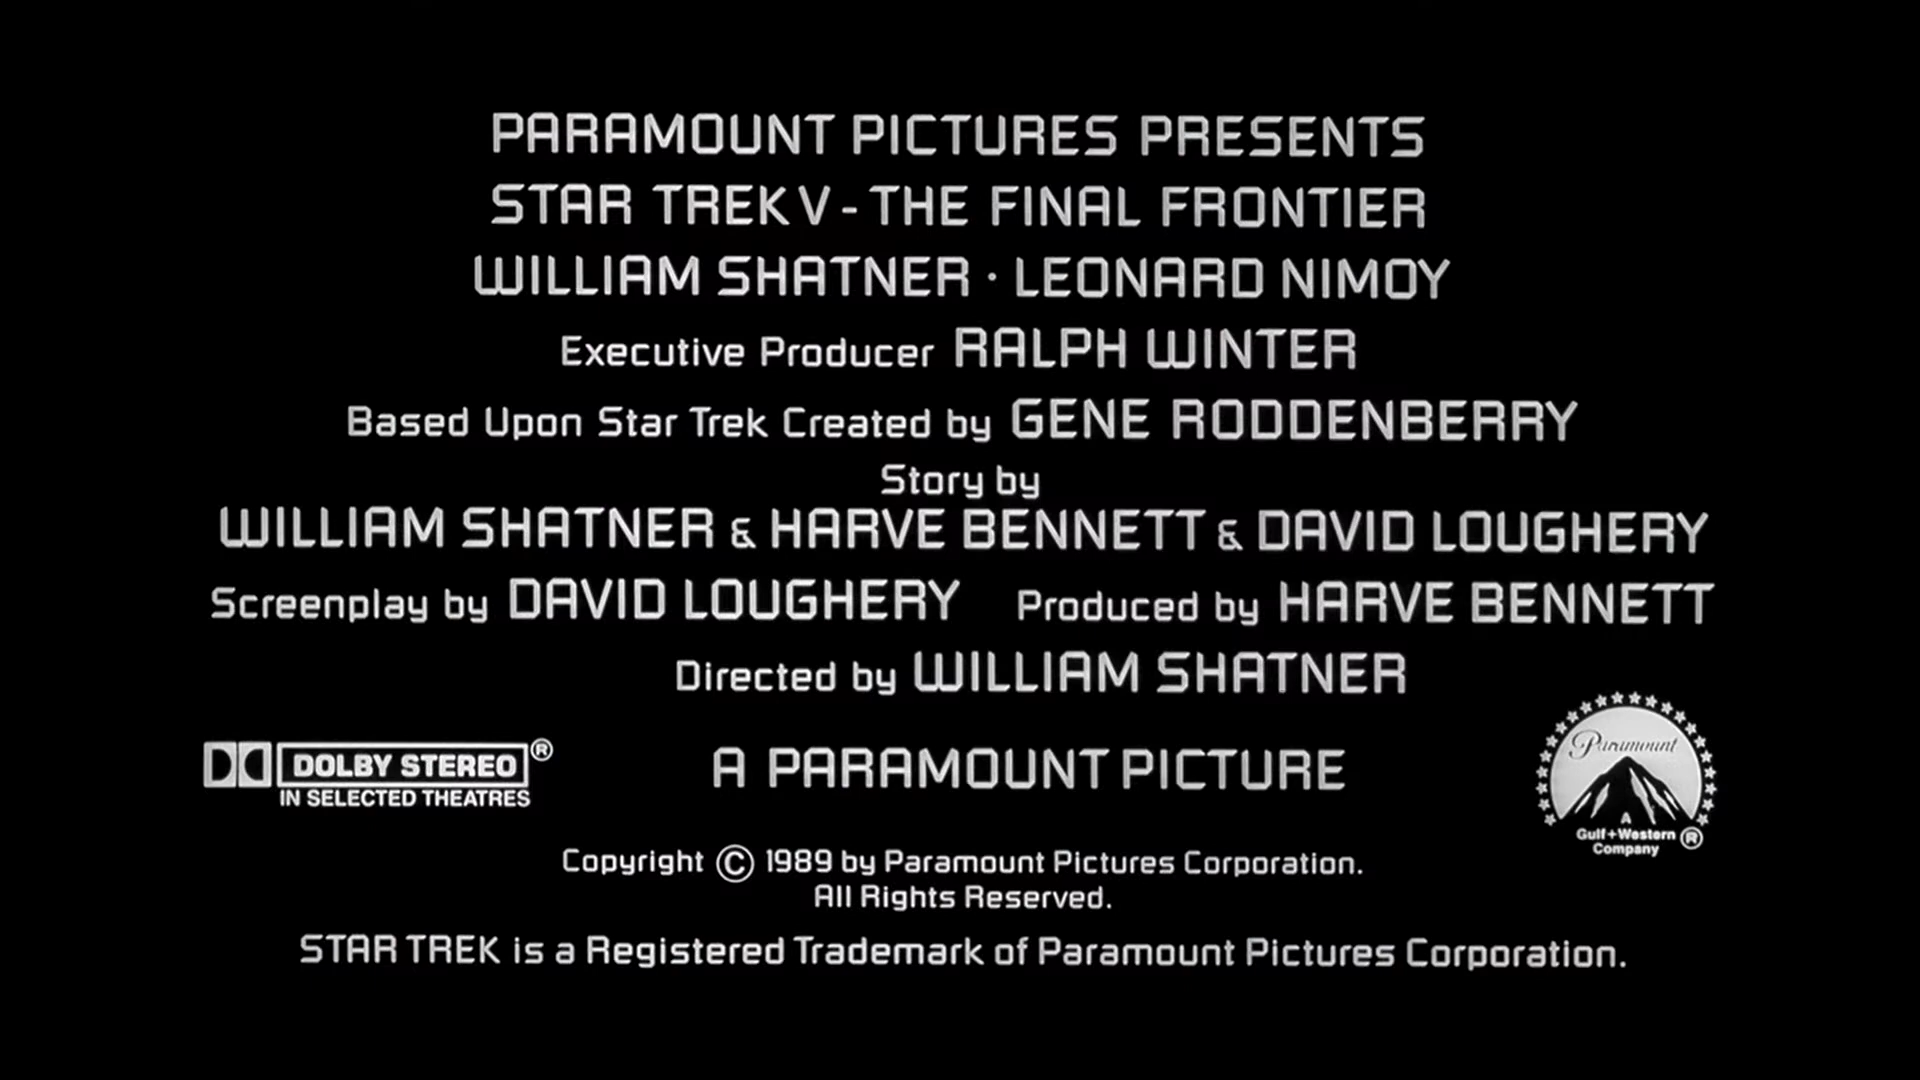 PARAMOUNT PICTURES PRESENTS
STAR TREK V - THE FINAL FRONTIER
WILLIAM SHATNER · LEONARD NIMOY
Executive Producer RALPH WINTER
Based Upon Star Trek Created by GENE RODDENBERRY
Story by
WILLIAM SHATNER & HARVE BENNETT & DAVID LOUGHERY
Screenplay by DAVID LOUGHERY Produced by HARVE BENNETT
Directed by WILLIAM SHATNER
DOLBY STEREO ®
IN SELECTED THEATRES
A PARAMOUNT PICTURE
Paramount
A
Gulf+Western
Company ®
Copyright © 1989 by Paramount Pictures Corporation.
All Rights Reserved.
STAR TREK is a Registered Trademark of Paramount Pictures Corporation.